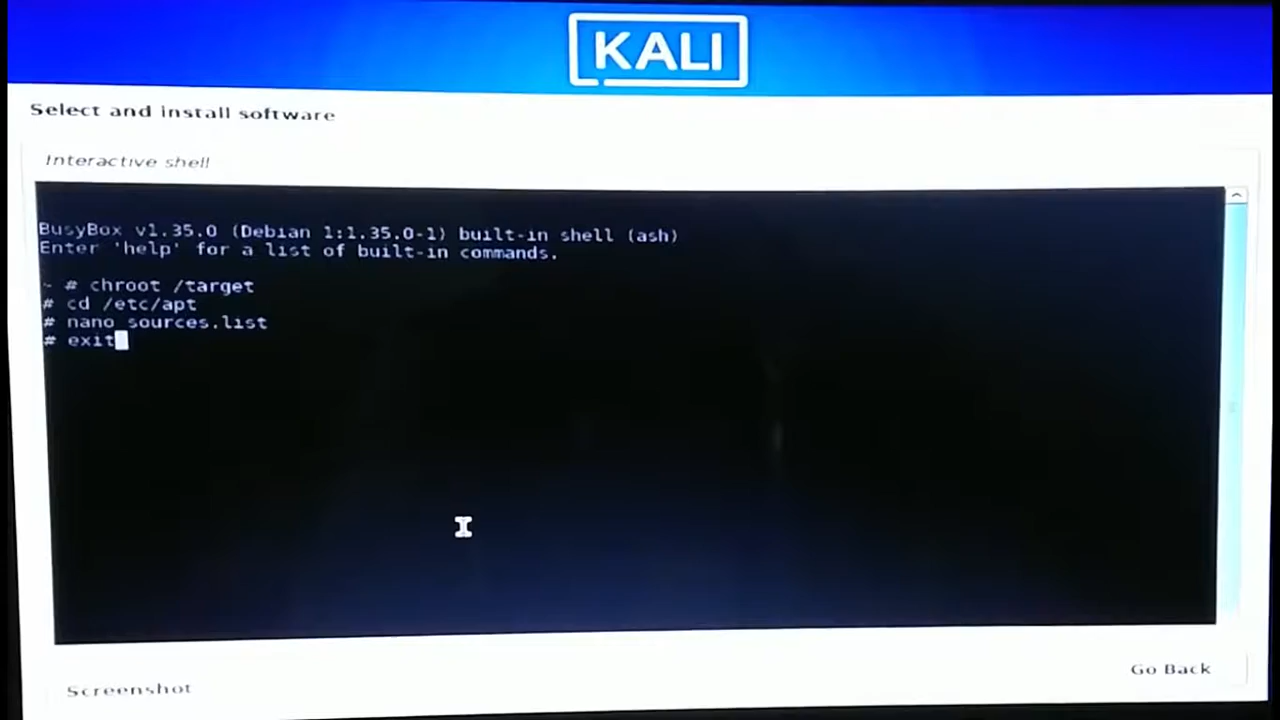 KALI
Select and install software
Interactive shell
BusyBox v1.35.0 (Debian 1:1.35.0-1) built-in shell (ash)
Enter 'help' for a list of built-in commands.
~ # chroot /target
# cd /etc/apt
# nano sources.list
# exit
Screenshot
Go Back